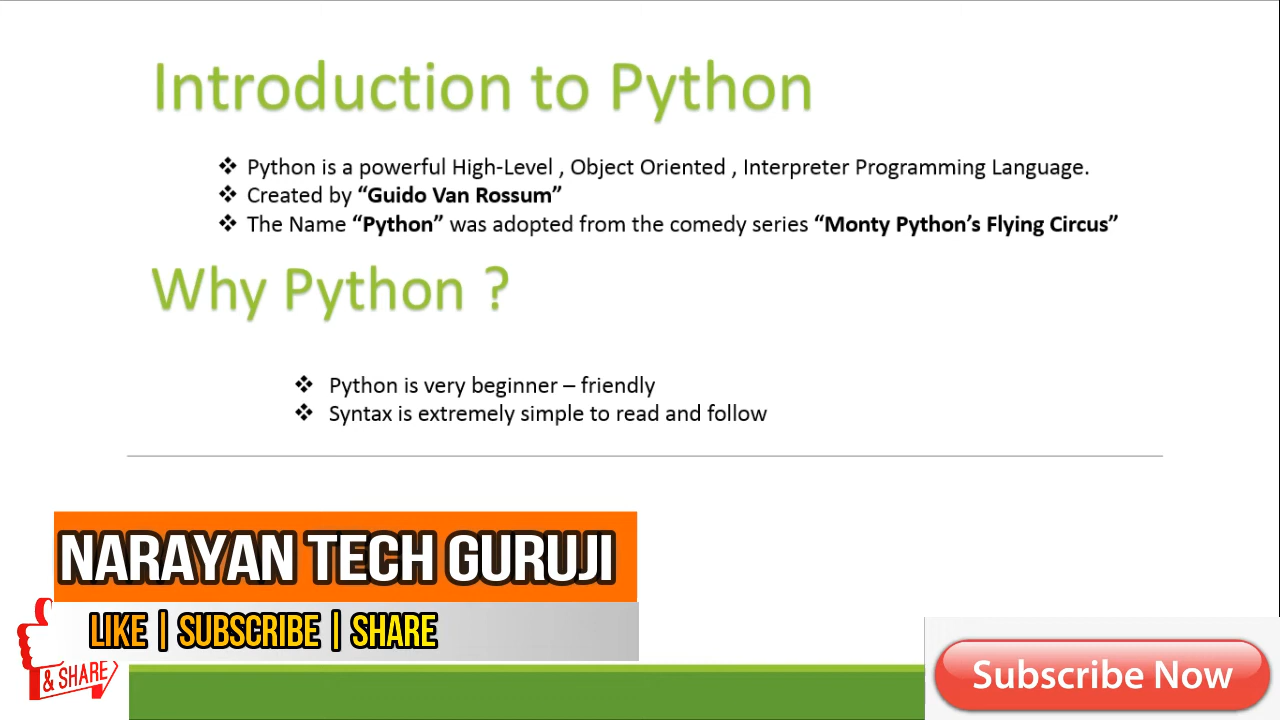 Introduction to Python
❖ Python is a powerful High-Level , Object Oriented , Interpreter Programming Language.
❖ Created by “Guido Van Rossum”
❖ The Name “Python” was adopted from the comedy series “Monty Python’s Flying Circus”
Why Python ?
❖ Python is very beginner – friendly
❖ Syntax is extremely simple to read and follow
NARAYAN TECH GURUJI
LIKE | SUBSCRIBE | SHARE
& SHARE
Subscribe Now